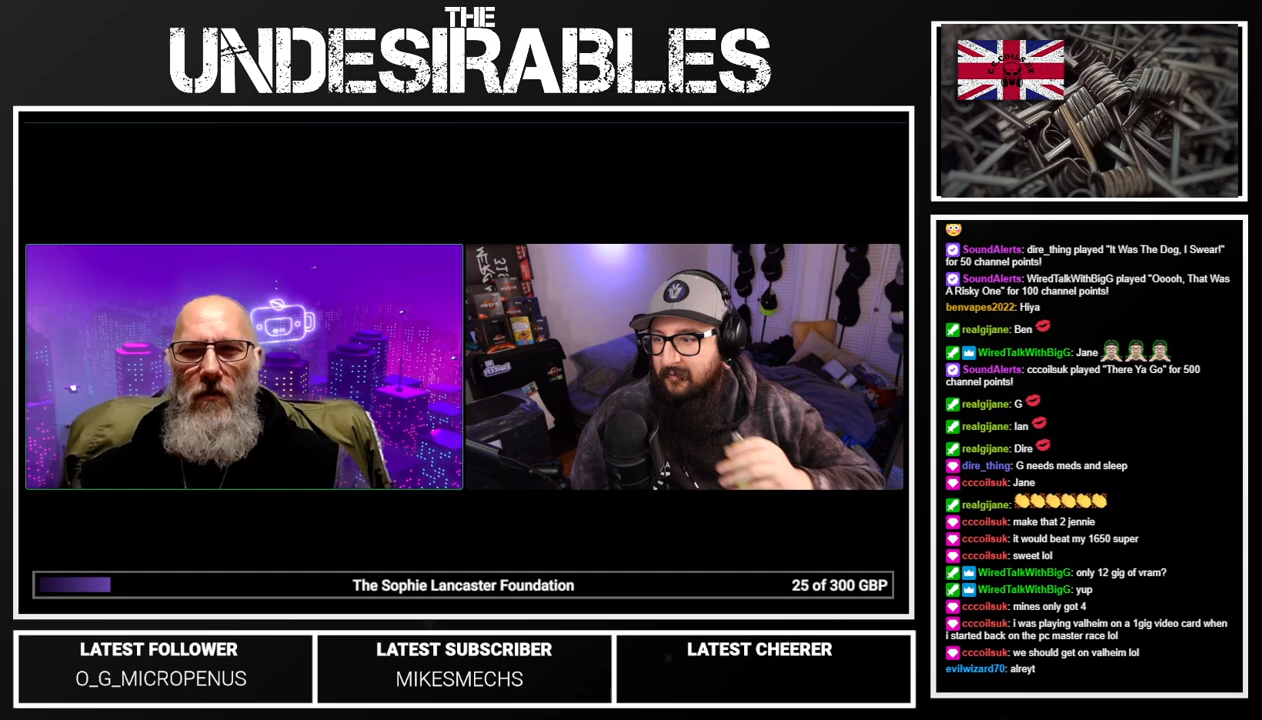 THE
UNDESIRABLES
SoundAlerts: dire_thing played "It Was The Dog, I Swear!"
for 50 channel points!
SoundAlerts: WiredTalkWithBigG played "Ooooh, That Was
A Risky One" for 100 channel points!
benvapes2022: Hiya
realgijane: Ben 💋
WiredTalkWithBigG: Jane
SoundAlerts: cccoilsuk played "There Ya Go" for 500
channel points!
realgijane: G 💋
realgijane: Ian 💋
realgijane: Dire 💋
dire_thing: G needs meds and sleep
cccoilsuk: Jane
realgijane: 👏👏👏👏👏👏
cccoilsuk: make that 2 jennie
cccoilsuk: it would beat my 1650 super
cccoilsuk: sweet lol
WiredTalkWithBigG: only 12 gig of vram?
WiredTalkWithBigG: yup
cccoilsuk: mines only got 4
cccoilsuk: i was playing valheim on a 1gig video card when
i started back on the pc master race lol
cccoilsuk: we should get on valheim lol
evilwizard70: alreyt
The Sophie Lancaster Foundation
25 of 300 GBP
LATEST FOLLOWER
O_G_MICROPENUS
LATEST SUBSCRIBER
MIKESMECHS
LATEST CHEERER